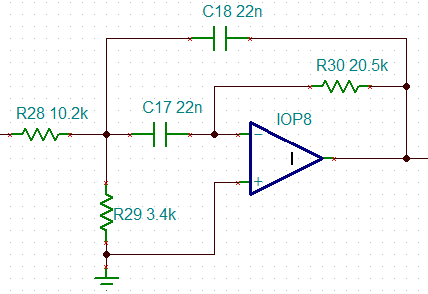 C18 22n
R30 20.5k
R28 10.2k
C17 22n
IOP8
I
R29 3.4k